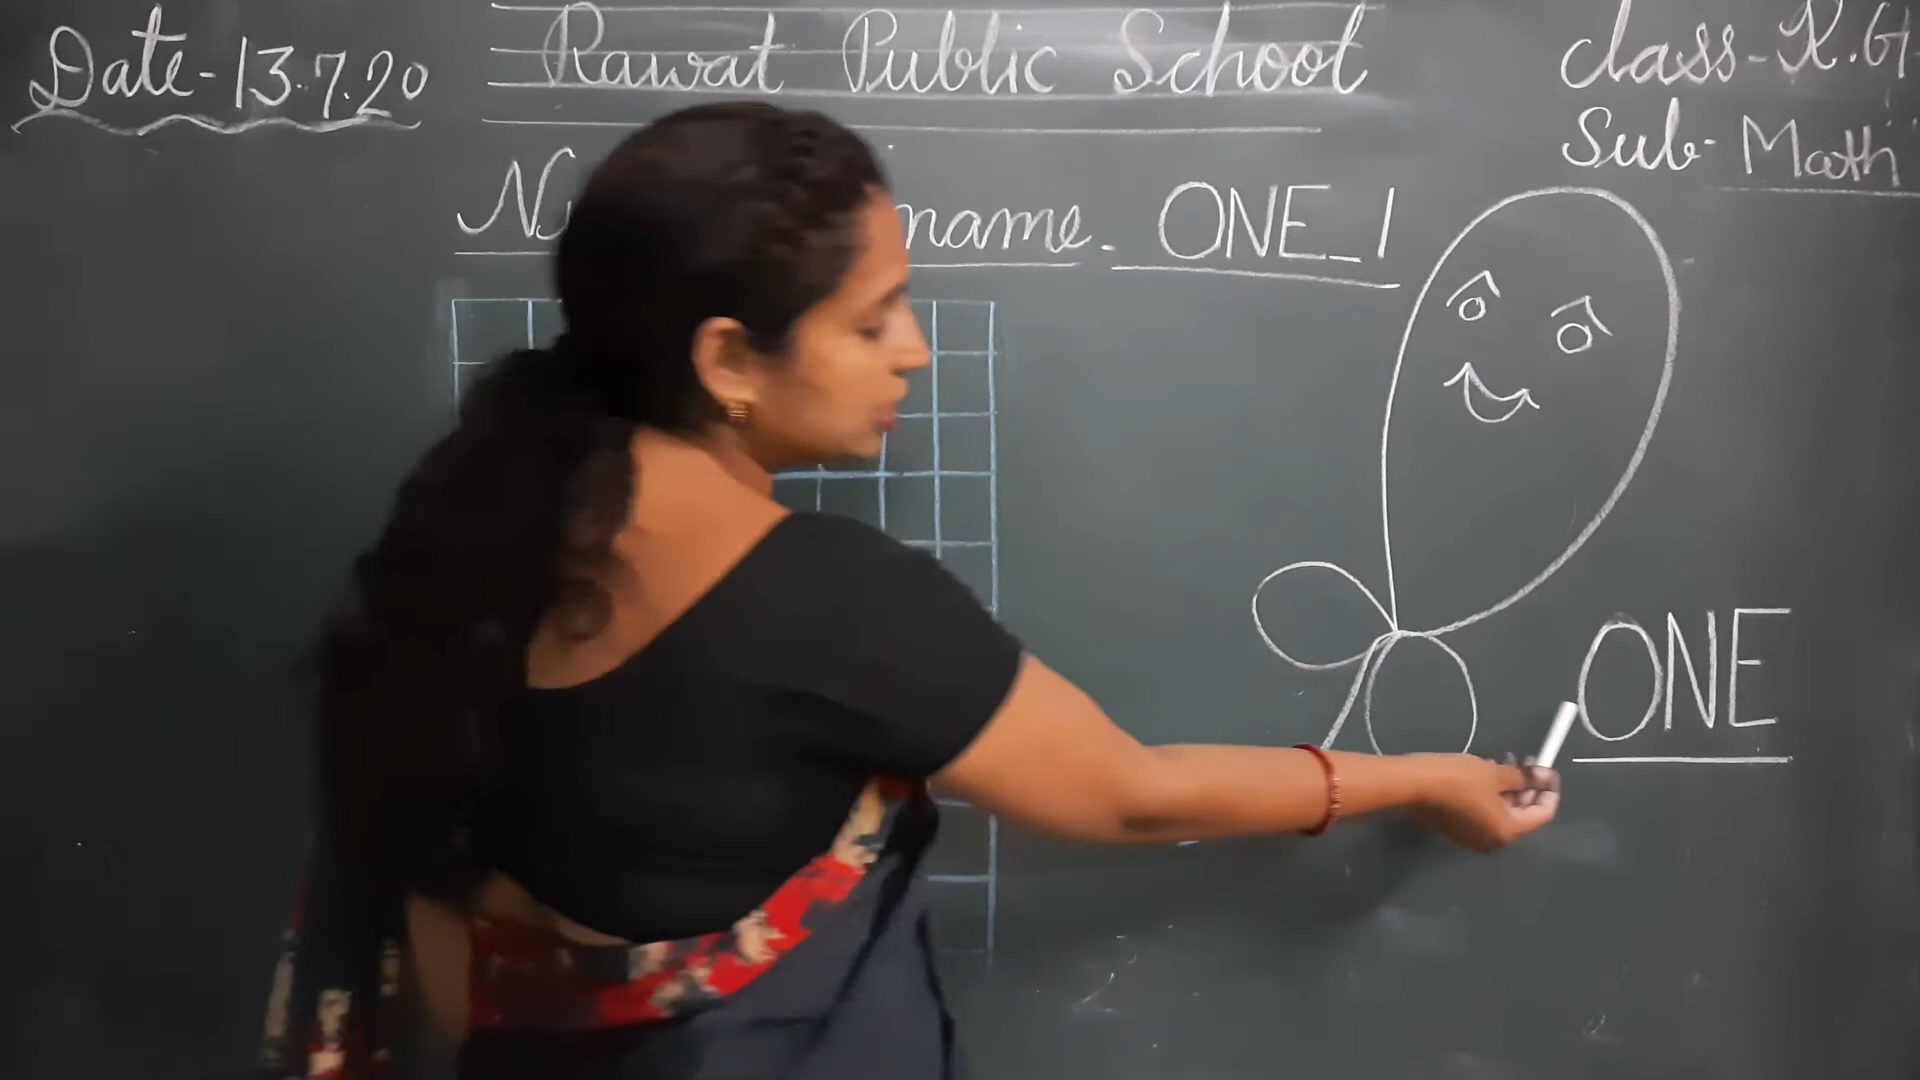 Date-13.7.20
Rawat Public School
Class-K.G
Sub-Math
name- ONE_1
ONE